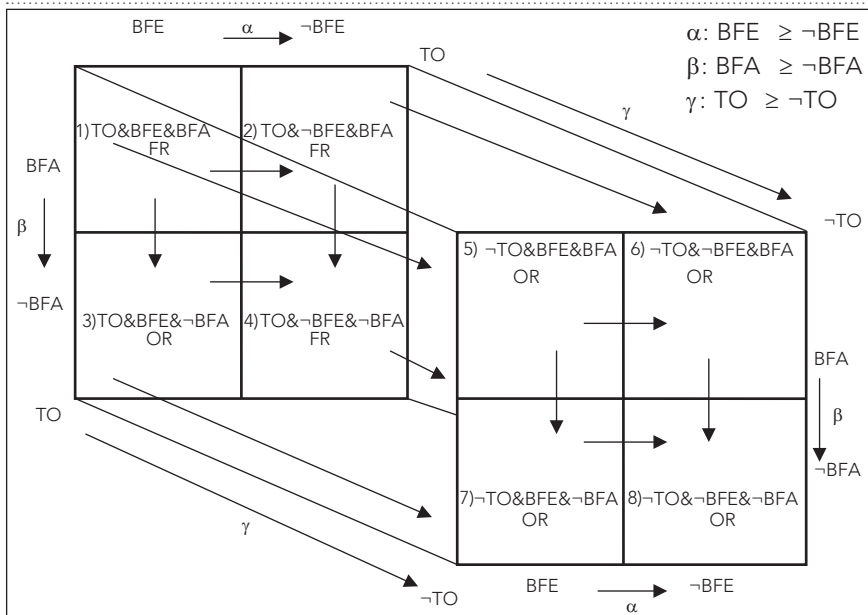 BFE α ¬BFE
α: BFE ≥ ¬BFE
β: BFA ≥ ¬BFA
γ: TO ≥ ¬TO
TO
γ
1)TO&BFE&BFA
FR
2)TO&¬BFE&BFA
FR
BFA
β
¬BFA
¬TO
3)TO&BFE&¬BFA
OR
4)TO&¬BFE&¬BFA
FR
5) ¬TO&BFE&BFA
OR
6) ¬TO&¬BFE&BFA
OR
BFA
β
¬BFA
TO
γ
¬TO
7)¬TO&BFE&¬BFA
OR
8)¬TO&¬BFE&¬BFA
OR
BFE α ¬BFE